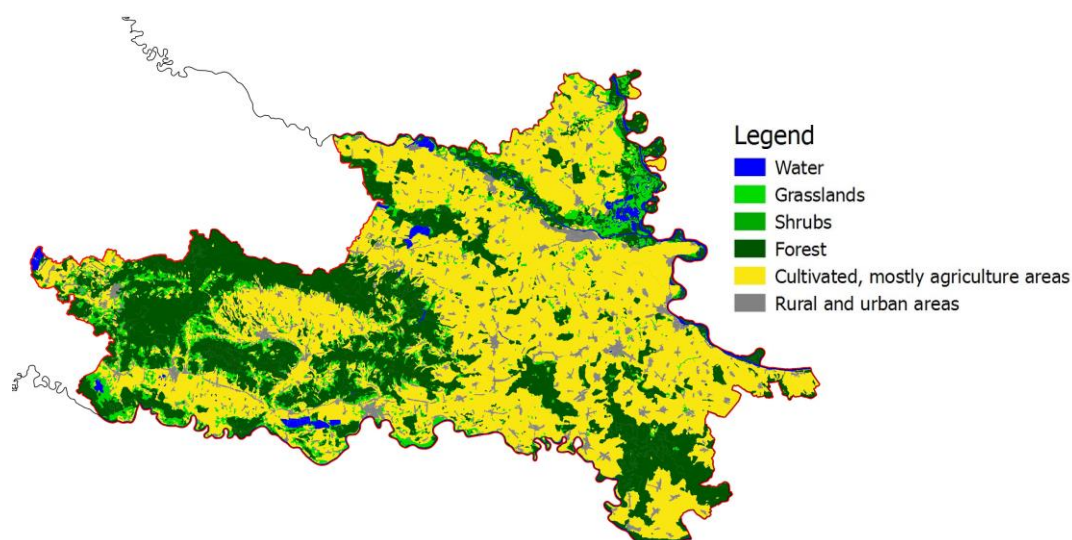 Legend
Water
Grasslands
Shrubs
Forest
Cultivated, mostly agriculture areas
Rural and urban areas